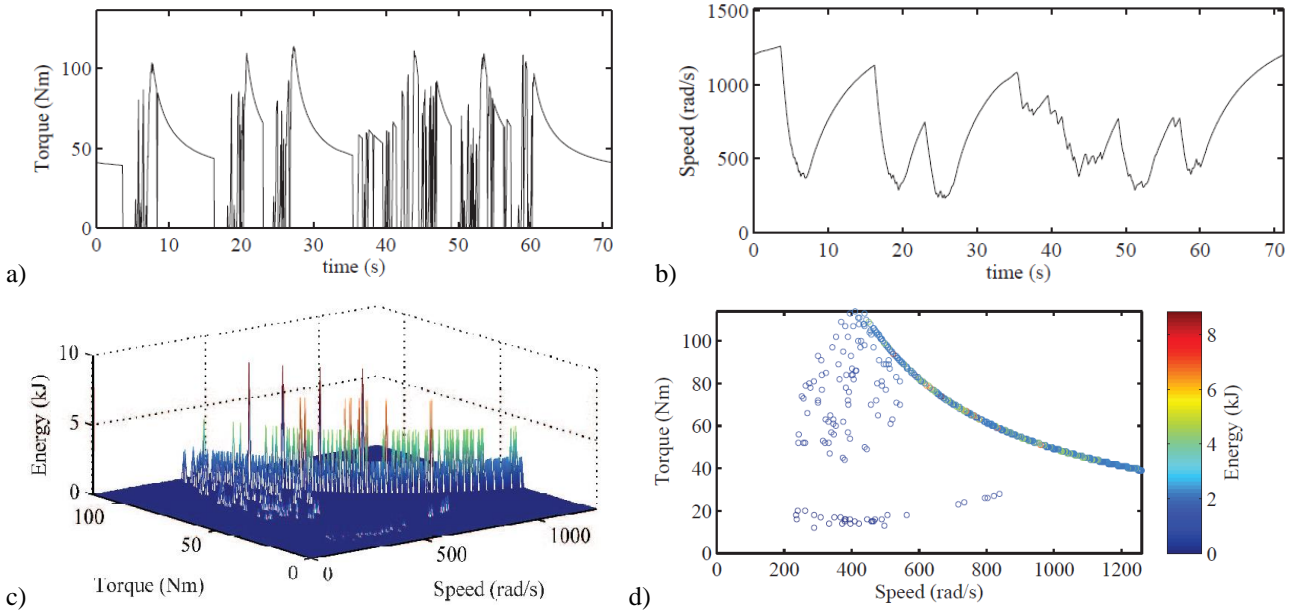 100
50
0
Torque (Nm)
0 10 20 30 40 50 60 70
time (s)
a)
1500
1000
500
0
Speed (rad/s)
0 10 20 30 40 50 60 70
time (s)
b)
10
5
0
Energy (kJ)
100
50
0
Torque (Nm)
0
500
1000
Speed (rad/s)
c)
100
80
60
40
20
0
Torque (Nm)
0 200 400 600 800 1000 1200
Speed (rad/s)
8
6
4
2
0
Energy (kJ)
d)